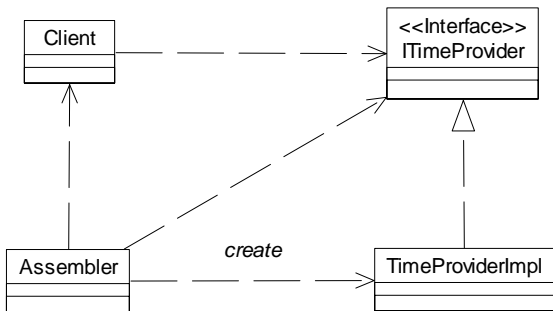 Client
<<Interface>>
ITimeProvider
create
Assembler
TimeProviderImpl